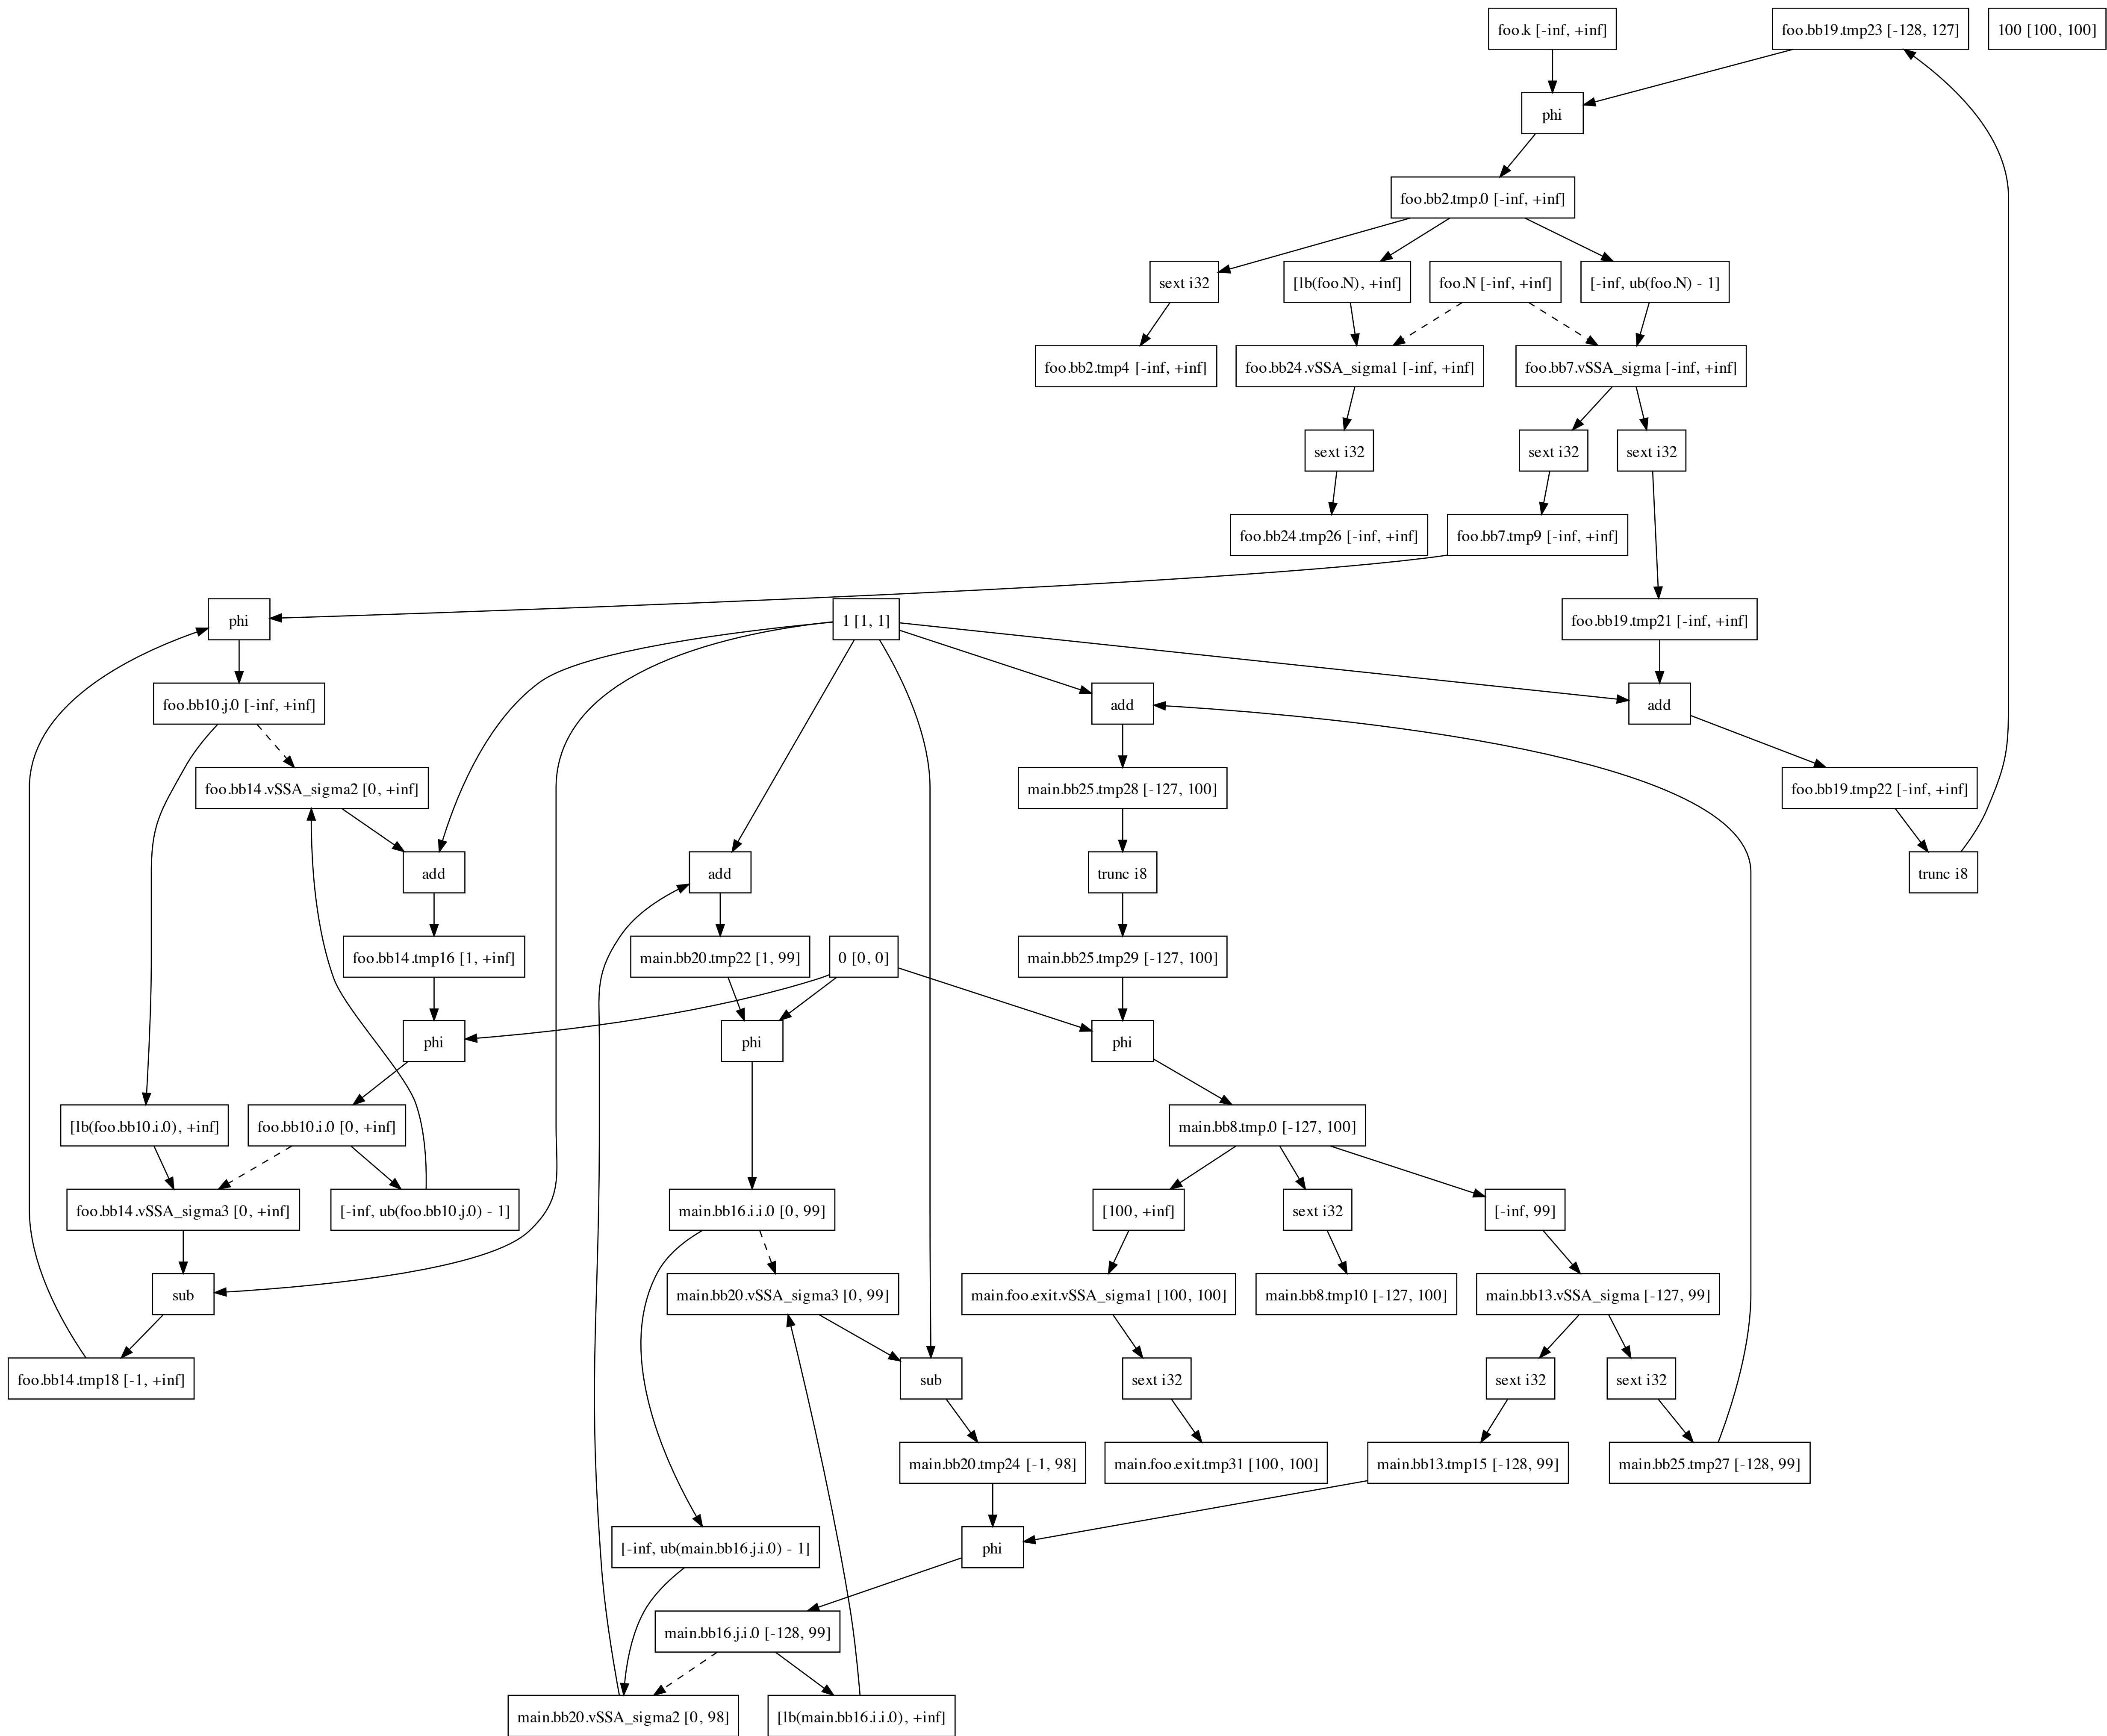 foo.k [-inf, +inf]
foo.bb19.tmp23 [-128, 127]
100 [100, 100]
phi
foo.bb2.tmp.0 [-inf, +inf]
sext i32
[lb(foo.N), +inf]
foo.N [-inf, +inf]
[-inf, ub(foo.N) - 1]
foo.bb2.tmp4 [-inf, +inf]
foo.bb24.vSSA_sigma1 [-inf, +inf]
foo.bb7.vSSA_sigma [-inf, +inf]
sext i32
sext i32
sext i32
foo.bb24.tmp26 [-inf, +inf]
foo.bb7.tmp9 [-inf, +inf]
phi
1 [1, 1]
foo.bb19.tmp21 [-inf, +inf]
foo.bb10.j.0 [-inf, +inf]
add
add
foo.bb14.vSSA_sigma2 [0, +inf]
main.bb25.tmp28 [-127, 100]
foo.bb19.tmp22 [-inf, +inf]
add
add
trunc i8
trunc i8
foo.bb14.tmp16 [1, +inf]
main.bb20.tmp22 [1, 99]
0 [0, 0]
main.bb25.tmp29 [-127, 100]
phi
phi
phi
[lb(foo.bb10.i.0), +inf]
foo.bb10.i.0 [0, +inf]
main.bb8.tmp.0 [-127, 100]
foo.bb14.vSSA_sigma3 [0, +inf]
[-inf, ub(foo.bb10.j.0) - 1]
main.bb16.i.i.0 [0, 99]
[100, +inf]
sext i32
[-inf, 99]
sub
main.bb20.vSSA_sigma3 [0, 99]
main.foo.exit.vSSA_sigma1 [100, 100]
main.bb8.tmp10 [-127, 100]
main.bb13.vSSA_sigma [-127, 99]
foo.bb14.tmp18 [-1, +inf]
sub
sext i32
sext i32
sext i32
main.bb20.tmp24 [-1, 98]
main.foo.exit.tmp31 [100, 100]
main.bb13.tmp15 [-128, 99]
main.bb25.tmp27 [-128, 99]
[-inf, ub(main.bb16.j.i.0) - 1]
phi
main.bb16.j.i.0 [-128, 99]
main.bb20.vSSA_sigma2 [0, 98]
[lb(main.bb16.i.i.0), +inf]